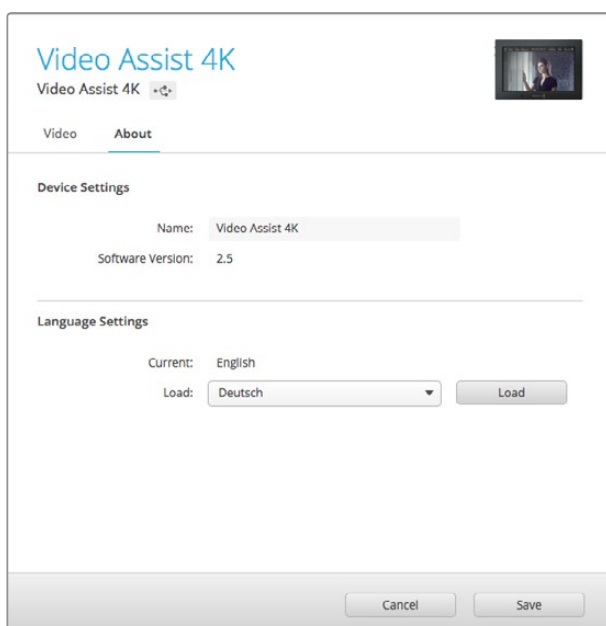 Video Assist 4K
Video Assist 4K
Video About
Device Settings
Name: Video Assist 4K
Software Version: 2.5
Language Settings
Current: English
Load: Deutsch Load
Cancel Save